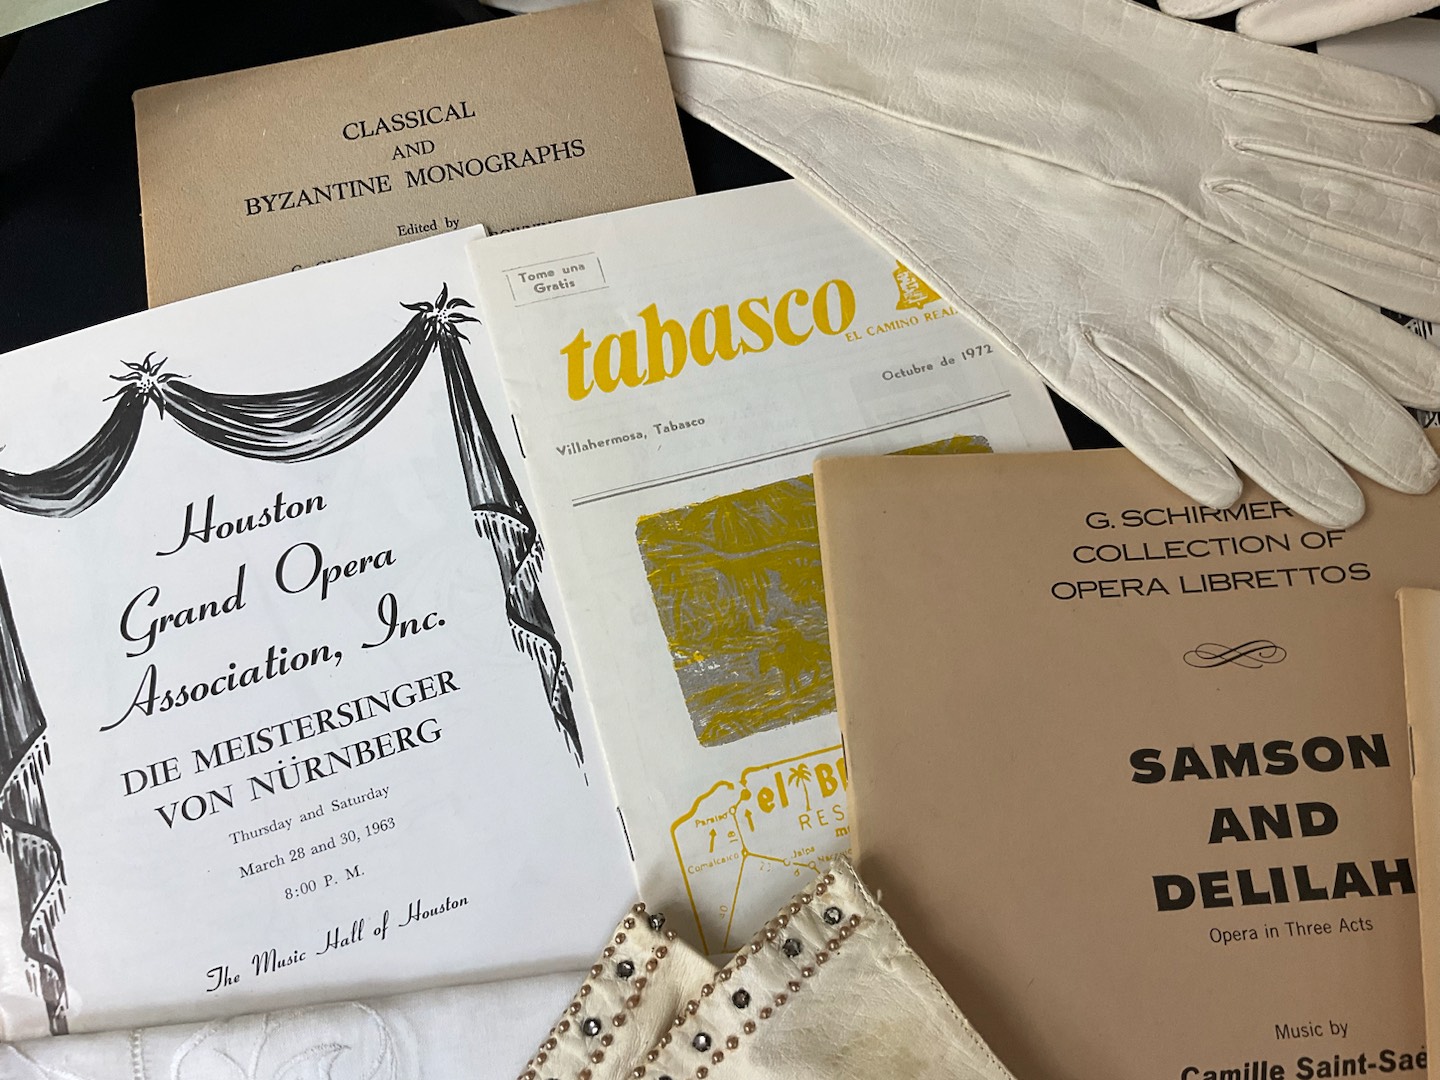 CLASSICAL
AND
BYZANTINE MONOGRAPHS
Edited by
Houston
Grand Opera
Association, Inc.
DIE MEISTERSINGER
VON NÜRNBERG
Thursday and Saturday
March 28 and 30, 1963
8:00 P. M.
The Music Hall of Houston
Tome una
Gratis
tabasco
EL CAMINO REAL
Octubre de 1972
Villahermosa, Tabasco
el
Paraiso
18
Comalcalco
Jalpa
G. SCHIRMER
COLLECTION OF
OPERA LIBRETTOS
SAMSON
AND
DELILAH
Opera in Three Acts
Music by
Camille